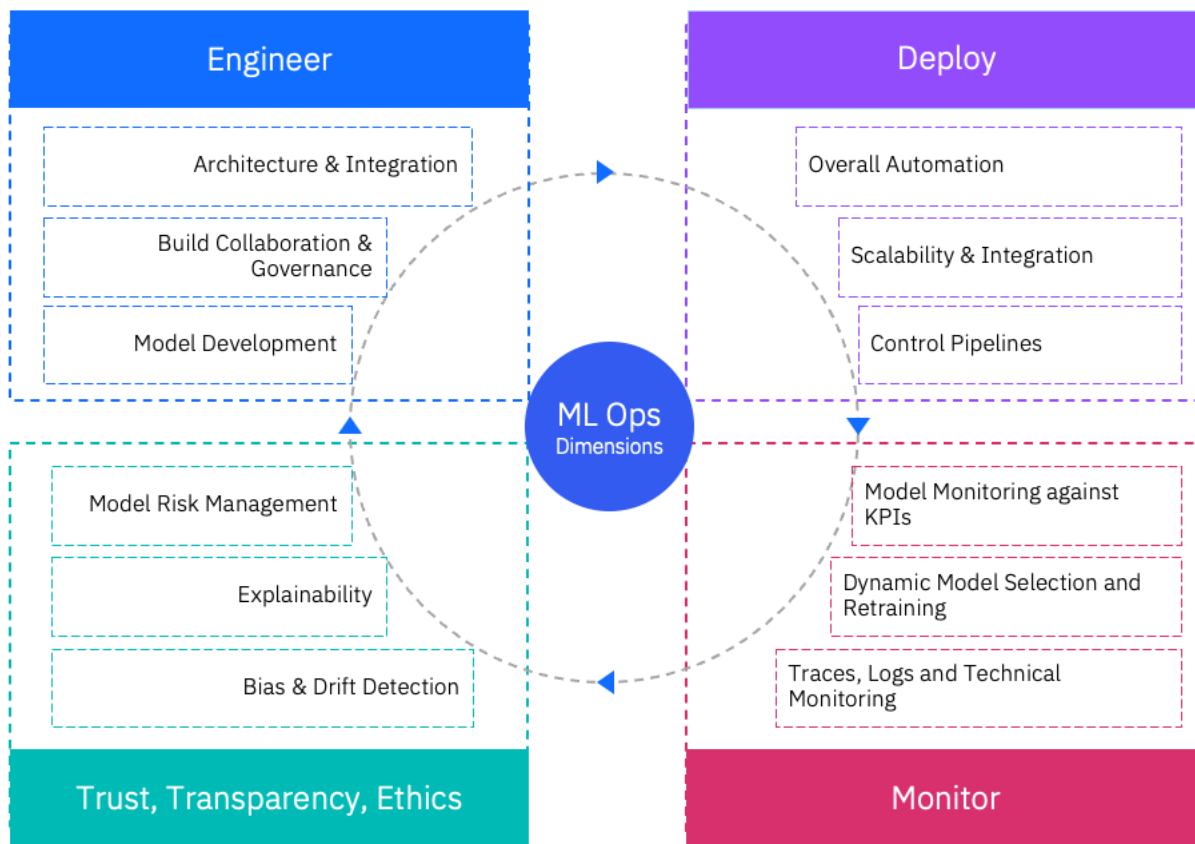 Engineer
Architecture & Integration
Build Collaboration &
Governance
Model Development
Deploy
Overall Automation
Scalability & Integration
Control Pipelines
ML Ops
Dimensions
Model Risk Management
Explainability
Bias & Drift Detection
Trust, Transparency, Ethics
Model Monitoring against
KPIs
Dynamic Model Selection and
Retraining
Traces, Logs and Technical
Monitoring
Monitor